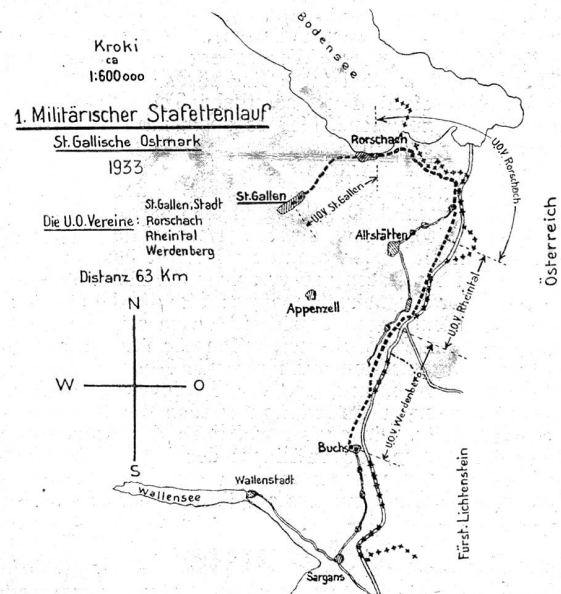 Kroki
ca
1:600000
1. Militärischer Stafettenlauf
St. Gallische Ostmark
1933
Die U.O. Vereine: St. Gallen, Stadt
Rorschach
Rheintal
Werdenberg
Distanz 63 Km
N
W
O
S
Bodensee
Rorschach
U.O.V. Rorschach
St. Gallen
U.O.V. St. Gallen
Altstätten
Österreich
Appenzell
U.O.V. Rheintal
U.O.V. Werdenberg
Buchs
Fürst. Lichtenstein
Wallenstadt
Wallensee
Sargans